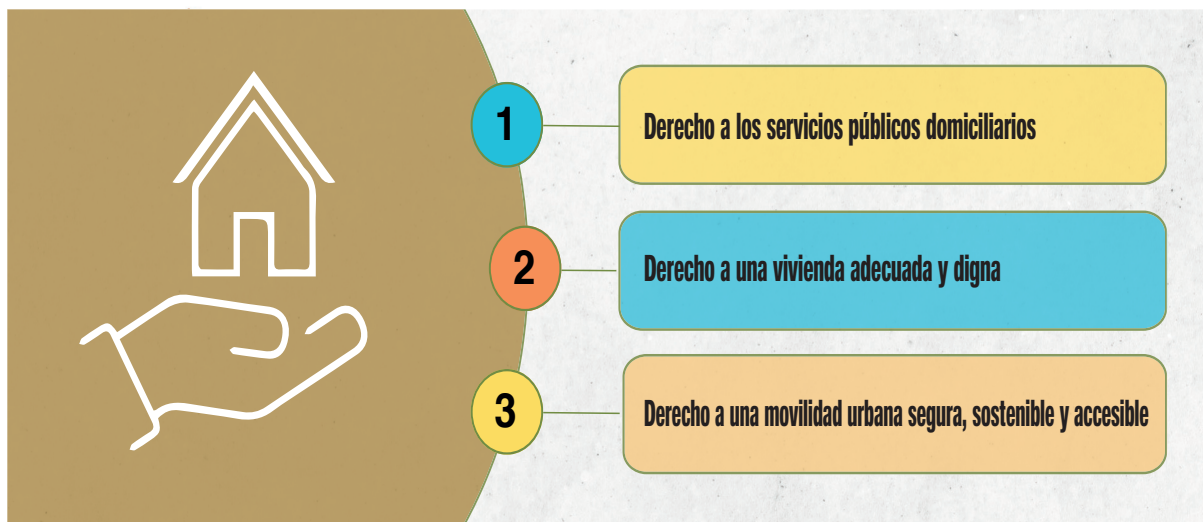 1
Derecho a los servicios públicos domiciliarios
2
Derecho a una vivienda adecuada y digna
3
Derecho a una movilidad urbana segura, sostenible y accesible